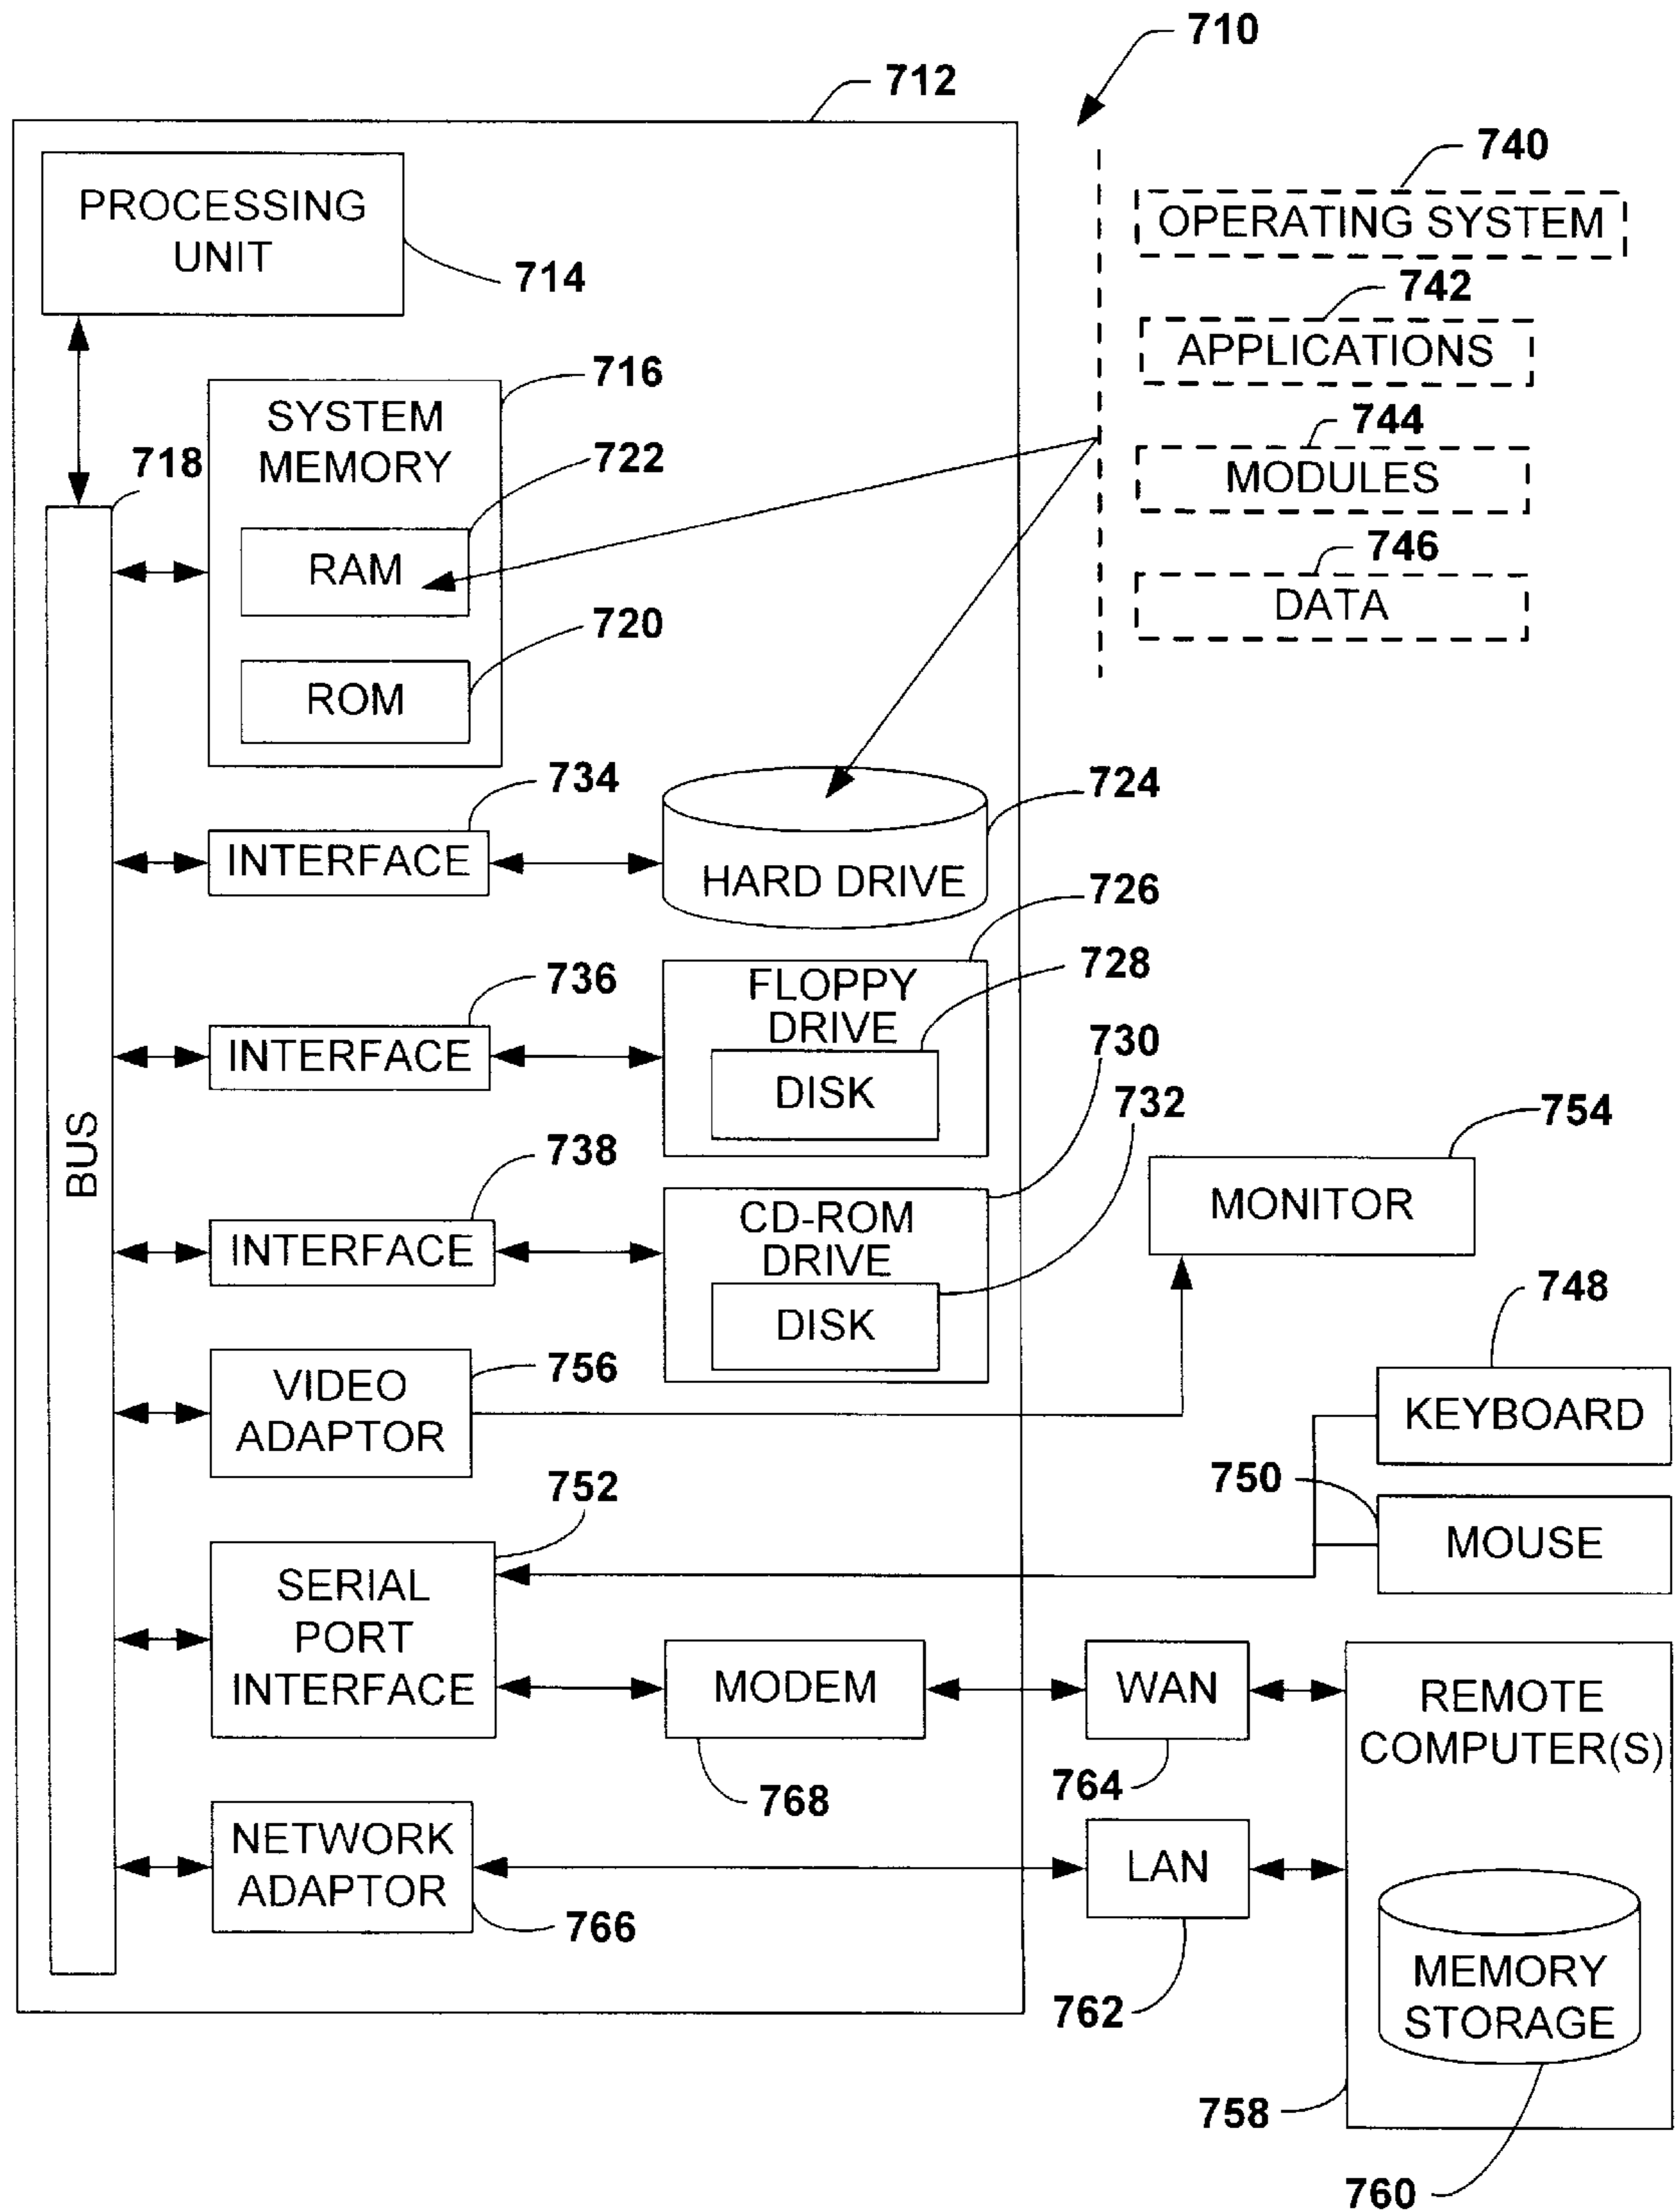 710
712
740
PROCESSING
UNIT
OPERATING SYSTEM
714
742
APPLICATIONS
716
SYSTEM
MEMORY
744
718
722
MODULES
746
RAM
DATA
720
ROM
734
724
INTERFACE
HARD DRIVE
726
736
728
FLOPPY
DRIVE
INTERFACE
730
DISK
732
754
BUS
738
MONITOR
CD-ROM
DRIVE
INTERFACE
748
DISK
756
VIDEO
ADAPTOR
KEYBOARD
750
752
MOUSE
SERIAL
PORT
INTERFACE
MODEM
WAN
REMOTE
COMPUTER(S)
764
768
NETWORK
ADAPTOR
LAN
766
MEMORY
STORAGE
762
758
760